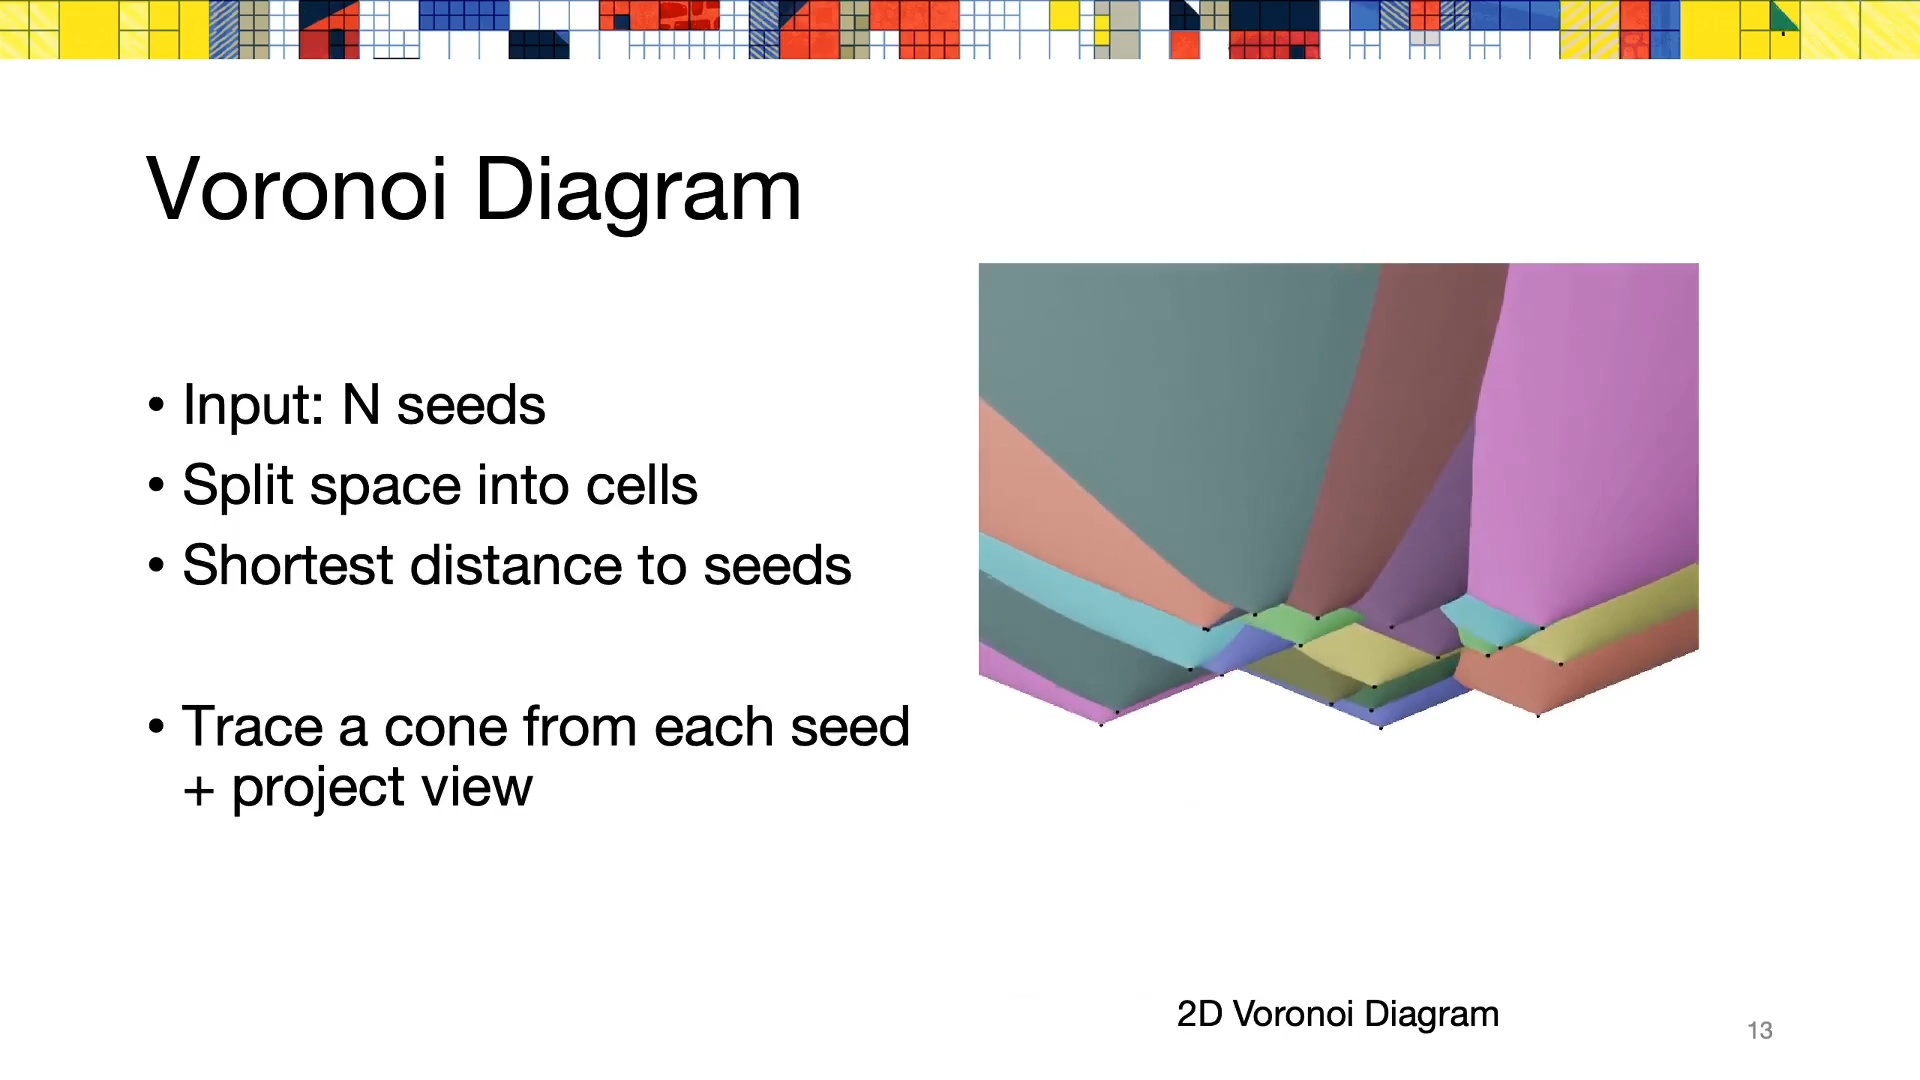 Voronoi Diagram
• Input: N seeds
• Split space into cells
• Shortest distance to seeds
• Trace a cone from each seed
+ project view
2D Voronoi Diagram
13